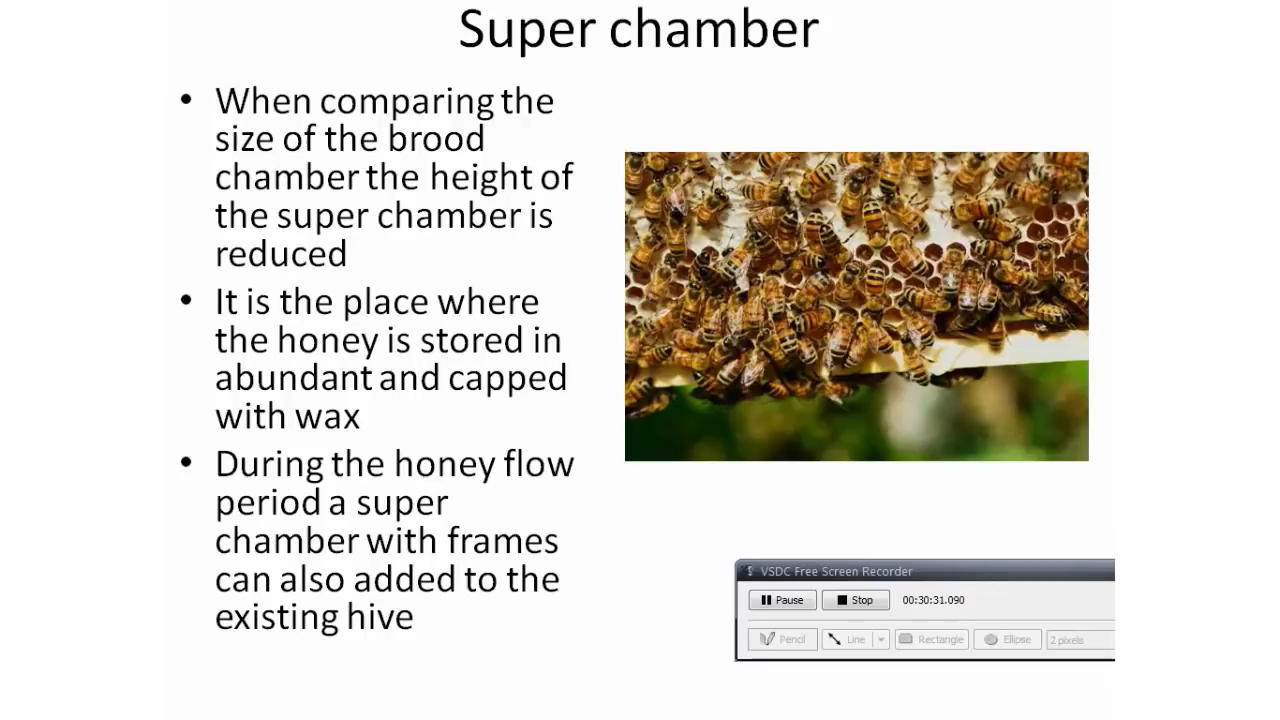 Super chamber
• When comparing the
size of the brood
chamber the height of
the super chamber is
reduced
• It is the place where
the honey is stored in
abundant and capped
with wax
• During the honey flow
period a super
chamber with frames
can also added to the
existing hive
VSDC Free Screen Recorder
Pause Stop 00:30:31.090
Pencil Line Rectangle Ellipse 2 pixels